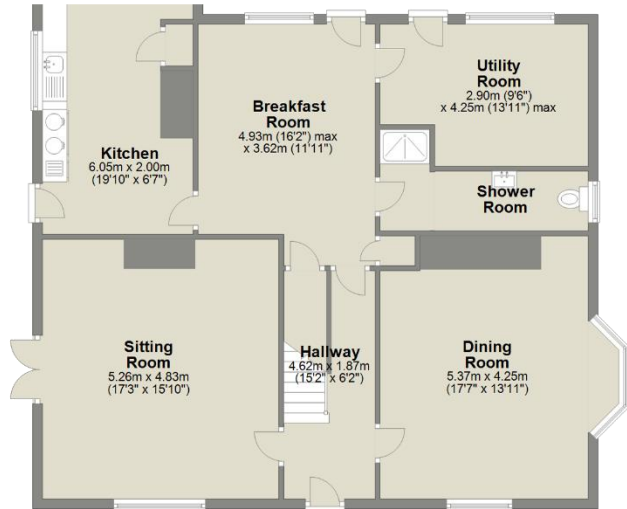 Utility
Room
2.90m (9'6")
x 4.25m (13'11") max
Breakfast
Room
4.93m (16'2") max
x 3.62m (11'11")
Kitchen
6.05m x 2.00m
(19'10" x 6'7")
Shower
Room
Sitting
Room
5.26m x 4.83m
(17'3" x 15'10")
Hallway
4.62m x 1.87m
(15'2" x 6'2")
Dining
Room
5.37m x 4.25m
(17'7" x 13'11")